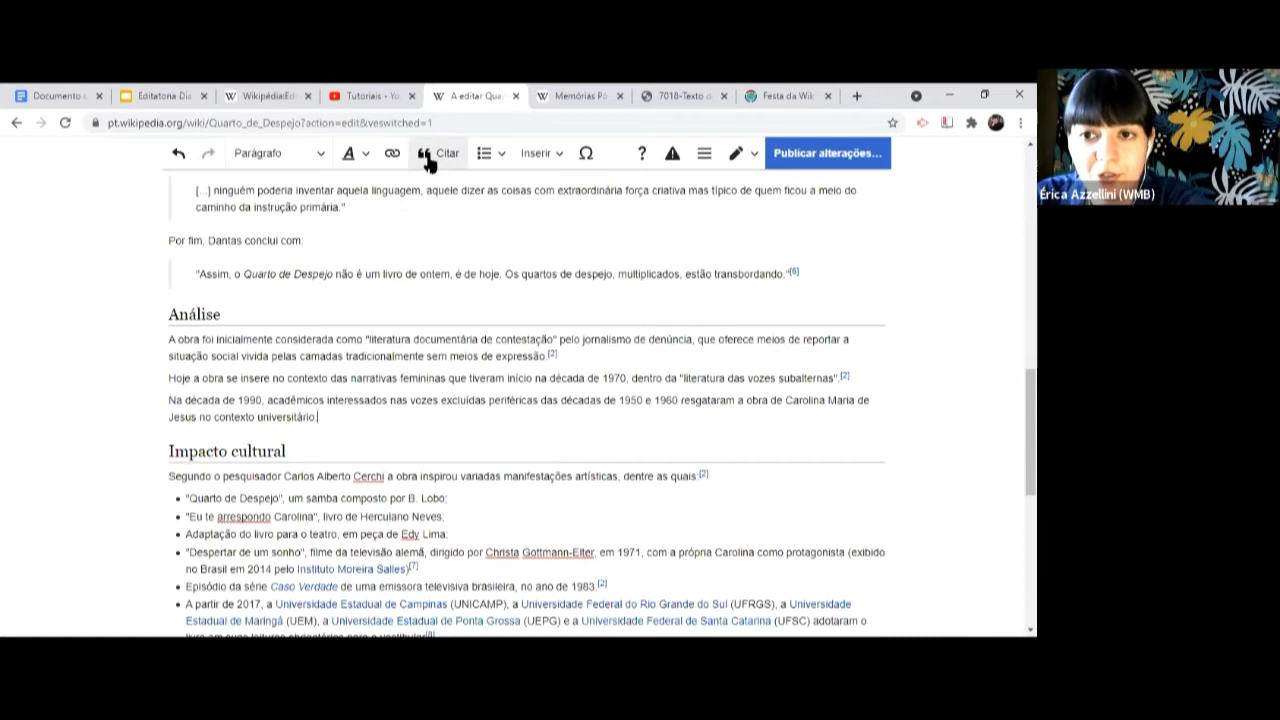 Documento
Editatona Dia
Wikipédia:Edi
Tutoriais - Yo
A editar Qua
Memórias Pó
7018-Texto d
Festa da Wik
pt.wikipedia.org/wiki/Quarto_de_Despejo?action=edit&veswitched=1
Parágrafo
A
Citar
Inserir
Ω
?
Publicar alterações...
[...] ninguém poderia inventar aquela linguagem, aquele dizer as coisas com extraordinária força criativa mas típico de quem ficou a meio do
caminho da instrução primária."
Por fim, Dantas conclui com:
"Assim, o Quarto de Despejo não é um livro de ontem, é de hoje. Os quartos de despejo, multiplicados, estão transbordando."[6]
Análise
A obra foi inicialmente considerada como "literatura documentária de contestação" pelo jornalismo de denúncia, que oferece meios de reportar a
situação social vivida pelas camadas tradicionalmente sem meios de expressão.[2]
Hoje a obra se insere no contexto das narrativas femininas que tiveram início na década de 1970, dentro da "literatura das vozes subalternas".[2]
Na década de 1990, acadêmicos interessados nas vozes excluídas periféricas das décadas de 1950 e 1960 resgataram a obra de Carolina Maria de
Jesus no contexto universitário
Impacto cultural
Segundo o pesquisador Carlos Alberto Cerchi a obra inspirou variadas manifestações artísticas, dentre as quais:[2]
• "Quarto de Despejo", um samba composto por B. Lobo;
• "Eu te arrespondo Carolina", livro de Herculano Neves;
• Adaptação do livro para o teatro, em peça de Edy Lima;
• "Despertar de um sonho", filme da televisão alemã, dirigido por Christa Gottmann-Elter, em 1971, com a própria Carolina como protagonista (exibido
no Brasil em 2014 pelo Instituto Moreira Salles)[7]
• Episódio da série Caso Verdade de uma emissora televisiva brasileira, no ano de 1983.[2]
• A partir de 2017, a Universidade Estadual de Campinas (UNICAMP), a Universidade Federal do Rio Grande do Sul (UFRGS), a Universidade
Estadual de Maringá (UEM), a Universidade Estadual de Ponta Grossa (UEPG) e a Universidade Federal de Santa Catarina (UFSC) adotaram o
Érica Azzellini (WMB)